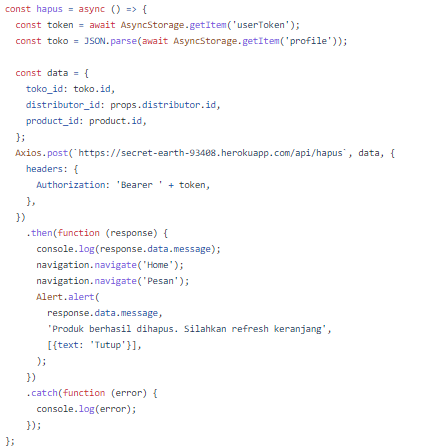 const hapus = async () => {
  const token = await AsyncStorage.getItem('userToken');
  const toko = JSON.parse(await AsyncStorage.getItem('profile'));

  const data = {
    toko_id: toko.id,
    distributor_id: props.distributor.id,
    product_id: product.id,
  };
  Axios.post(`https://secret-earth-93408.herokuapp.com/api/hapus`, data, {
    headers: {
      Authorization: 'Bearer ' + token,
    },
  })
    .then(function (response) {
      console.log(response.data.message);
      navigation.navigate('Home');
      navigation.navigate('Pesan');
      Alert.alert(
        response.data.message,
        'Produk berhasil dihapus. Silahkan refresh keranjang',
        [{text: 'Tutup'}],
      );
    })
    .catch(function (error) {
      console.log(error);
    });
};